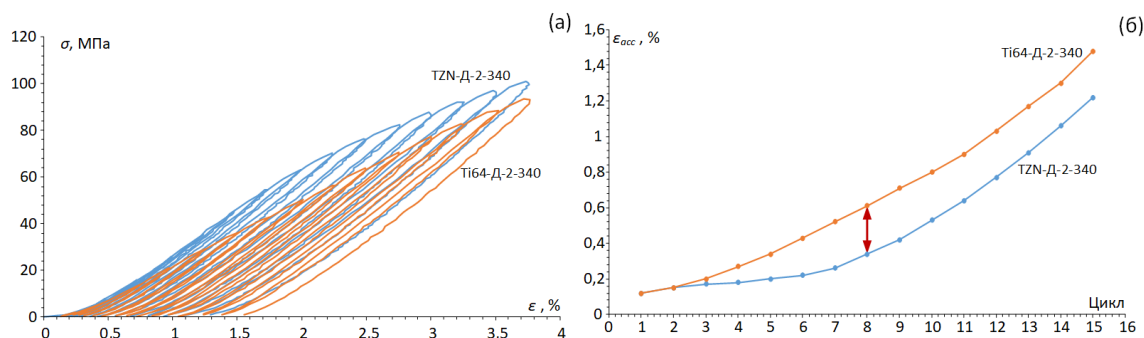 (а)
σ, МПа
120
100
80
60
40
20
0
TZN-Д-2-340
Ti64-Д-2-340
ε , %
0 0.5 1 1.5 2 2.5 3 3.5 4
(б)
εacc , %
1,6
1,4
1,2
1
0,8
0,6
0,4
0,2
0
Ti64-Д-2-340
TZN-Д-2-340
Цикл
0 1 2 3 4 5 6 7 8 9 10 11 12 13 14 15 16